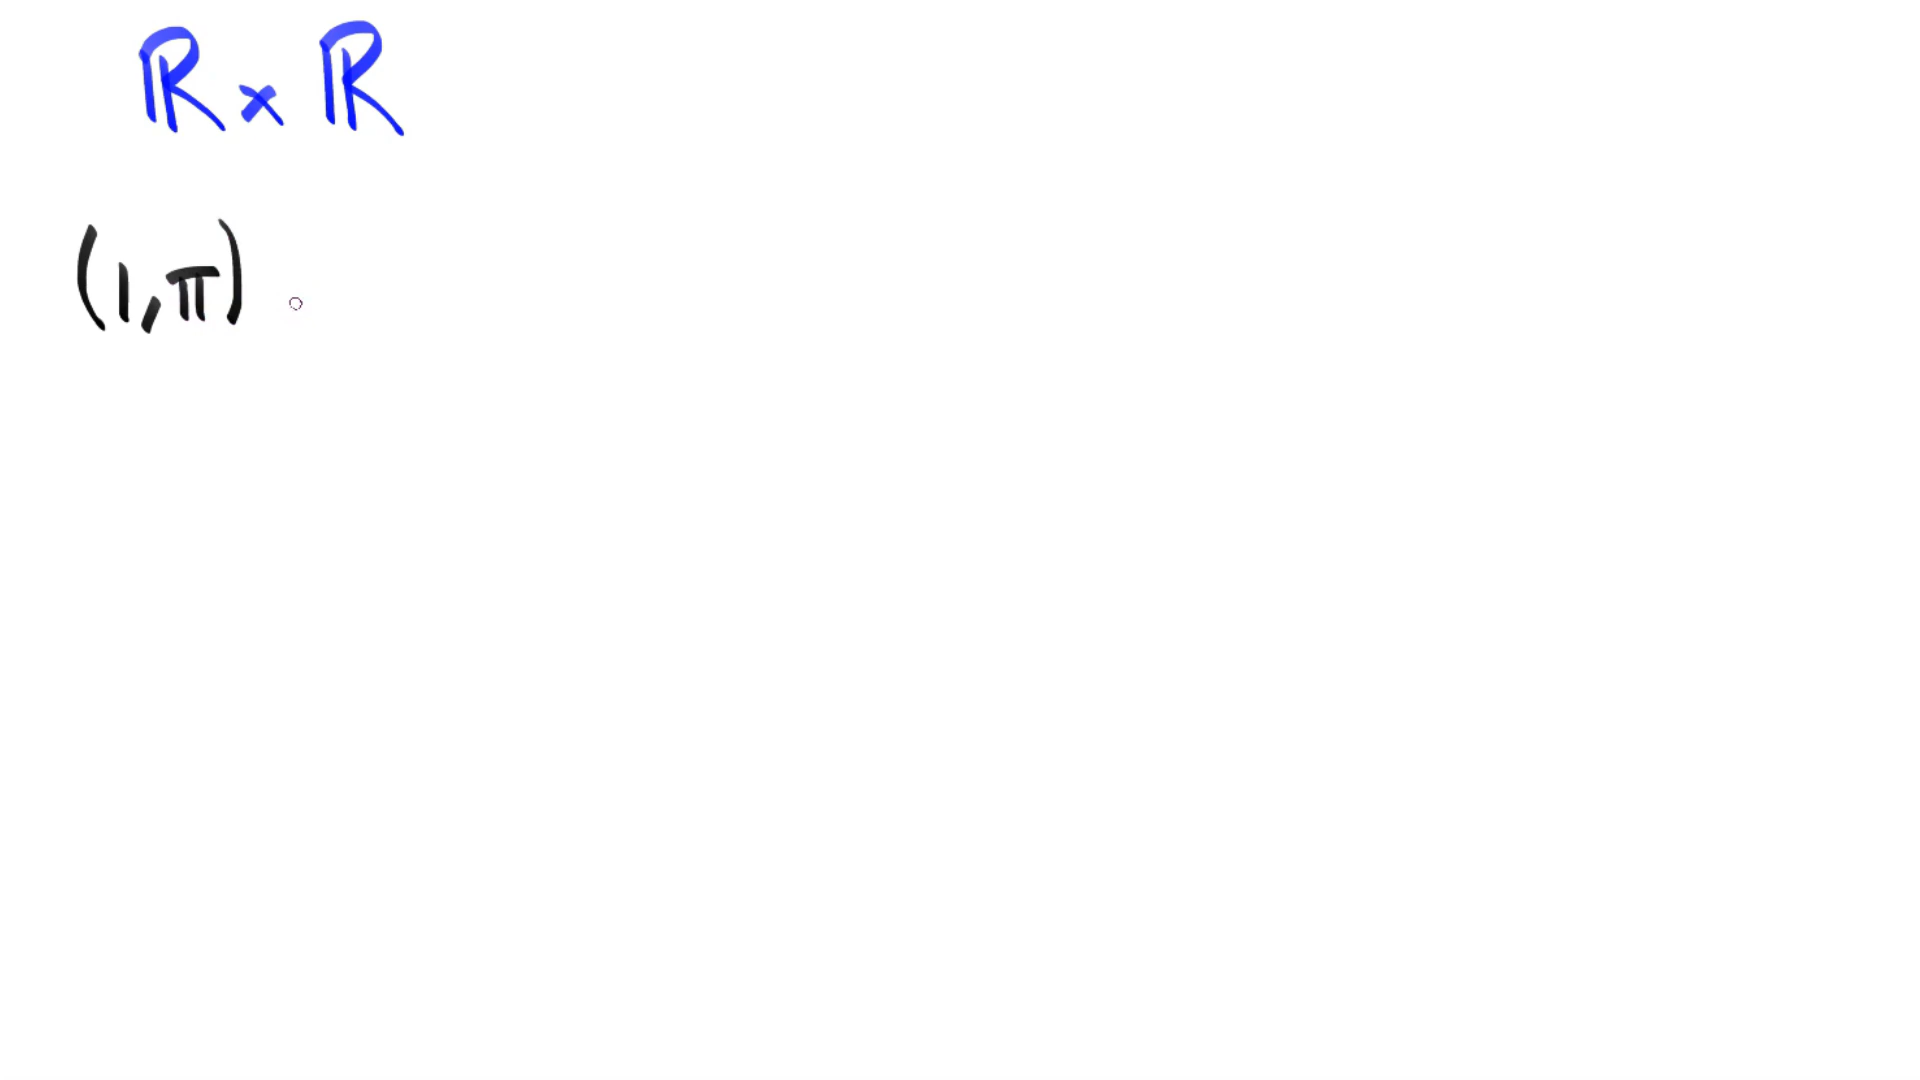 ℝ × ℝ
(1, π)